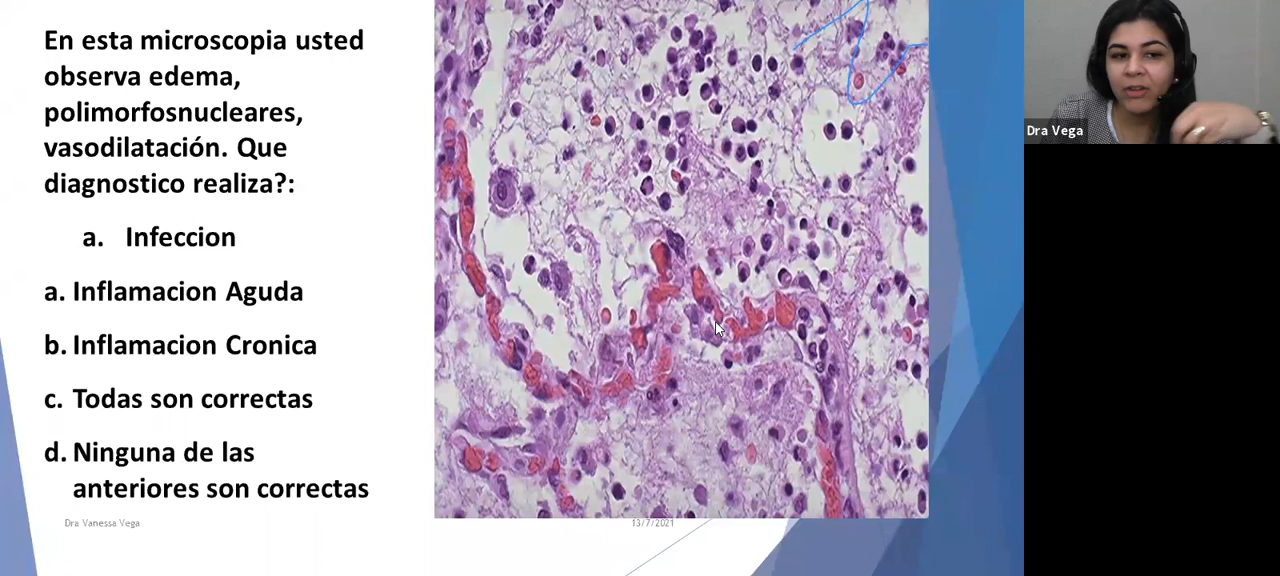 En esta microscopia usted
observa edema,
polimorfosnucleares,
vasodilatación. Que
diagnostico realiza?:
a. Infeccion
a. Inflamacion Aguda
b. Inflamacion Cronica
c. Todas son correctas
d. Ninguna de las
anteriores son correctas
Dra Vanessa Vega
13/7/2021
Dra Vega